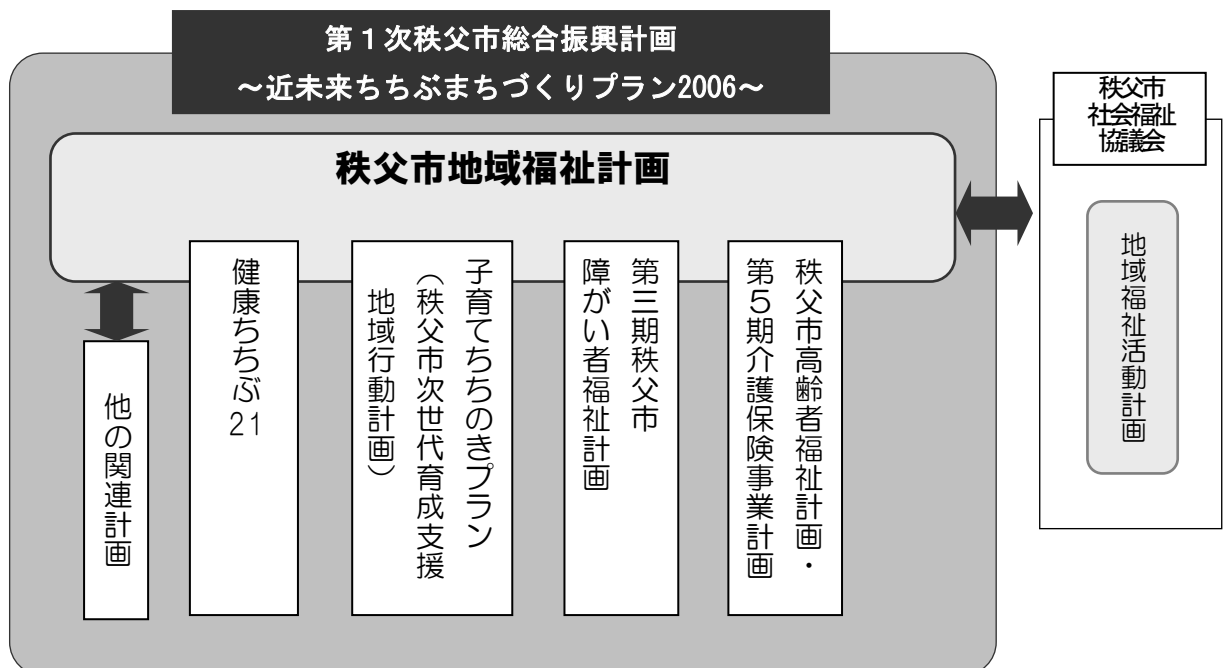 第１次秩父市総合振興計画
～近未来ちちぶまちづくりプラン2006～
秩父市地域福祉計画
秩父市高齢者福祉計画・
第５期介護保険事業計画
第三期秩父市
障がい者福祉計画
子育てちちのきプラン
（秩父市次世代育成支援
地域行動計画）
健康ちちぶ21
他の関連計画
秩父市
社会福祉
協議会
地域福祉活動計画